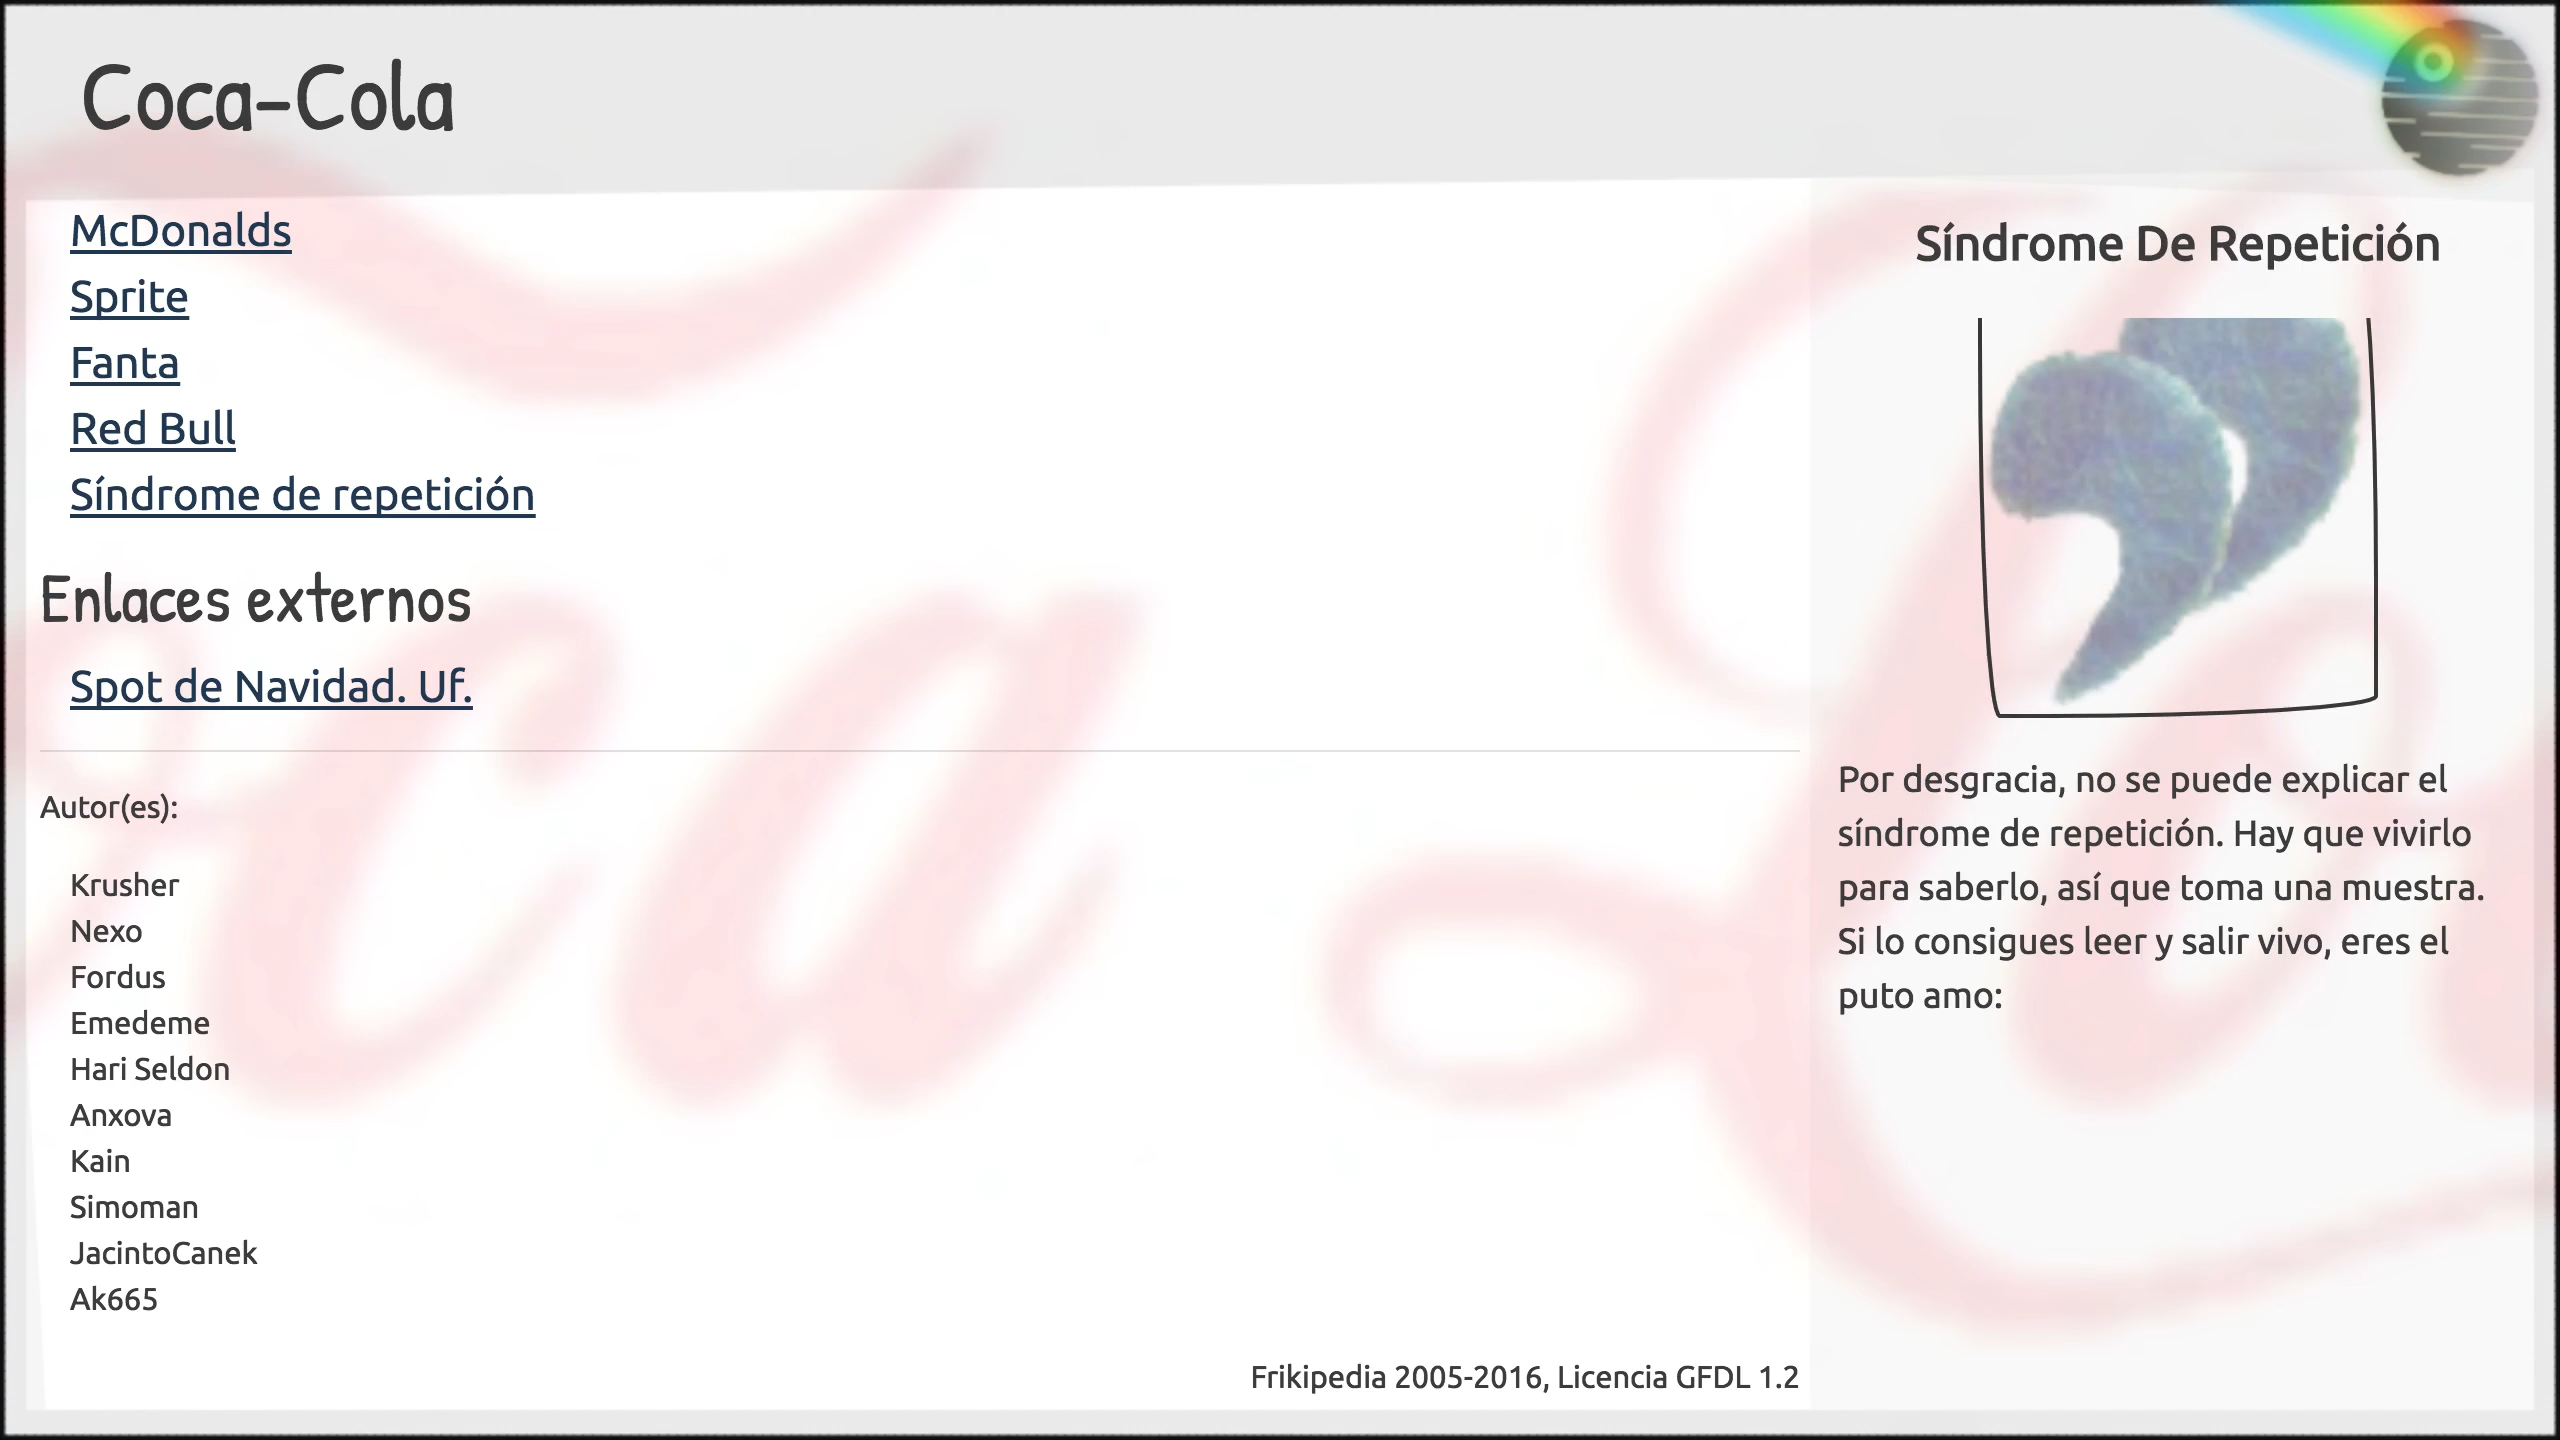 Coca-Cola
McDonalds
Sprite
Fanta
Red Bull
Síndrome de repetición
Enlaces externos
Spot de Navidad. Uf.
Autor(es):
Krusher
Nexo
Fordus
Emedeme
Hari Seldon
Anxova
Kain
Simoman
JacintoCanek
Ak665
Frikipedia 2005-2016, Licencia GFDL 1.2
Síndrome De Repetición
Por desgracia, no se puede explicar el
síndrome de repetición. Hay que vivirlo
para saberlo, así que toma una muestra.
Si lo consigues leer y salir vivo, eres el
puto amo: